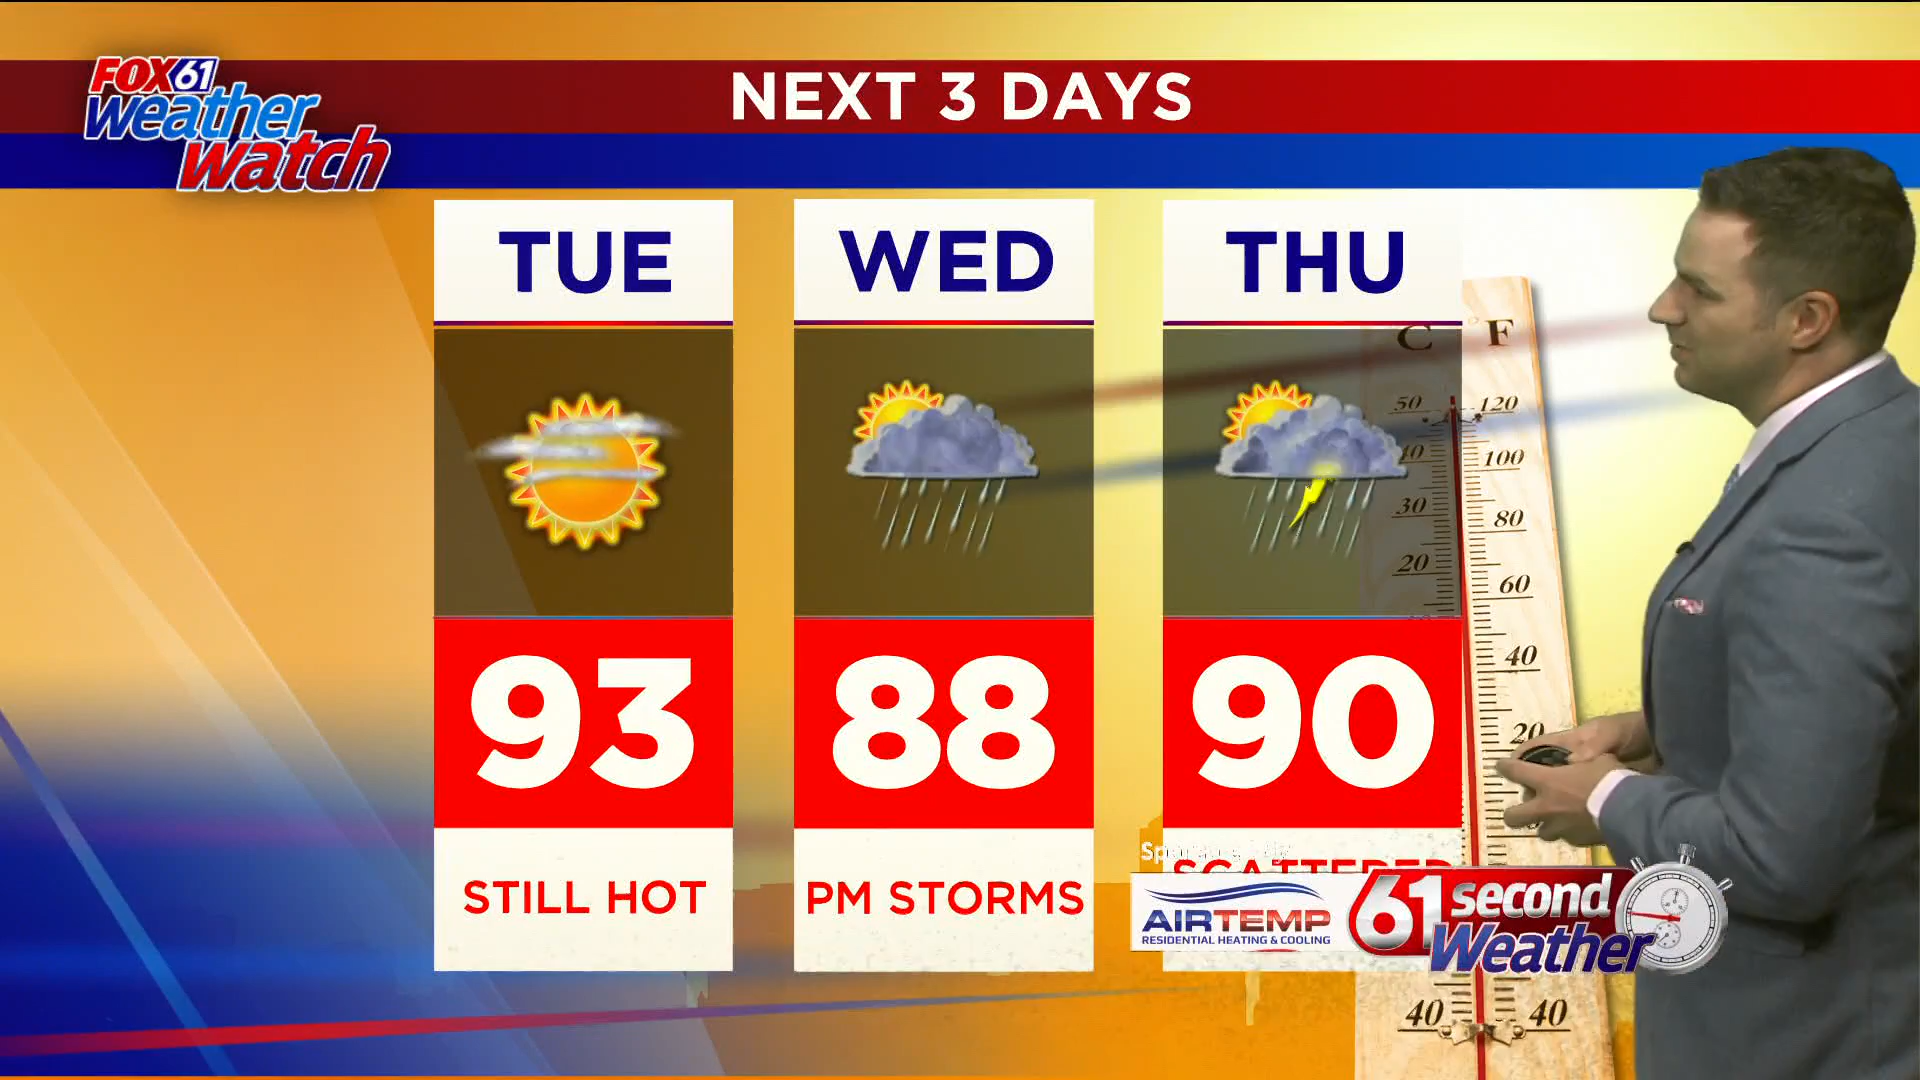 FOX61
Weather
Watch
NEXT 3 DAYS
TUE
WED
THU
C
F
50
120
40
100
30
80
20
60
40
20
93
88
90
STILL HOT
PM STORMS
SCATTERED
AIRTEMP
RESIDENTIAL HEATING & COOLING
61 second
Weather
40
40